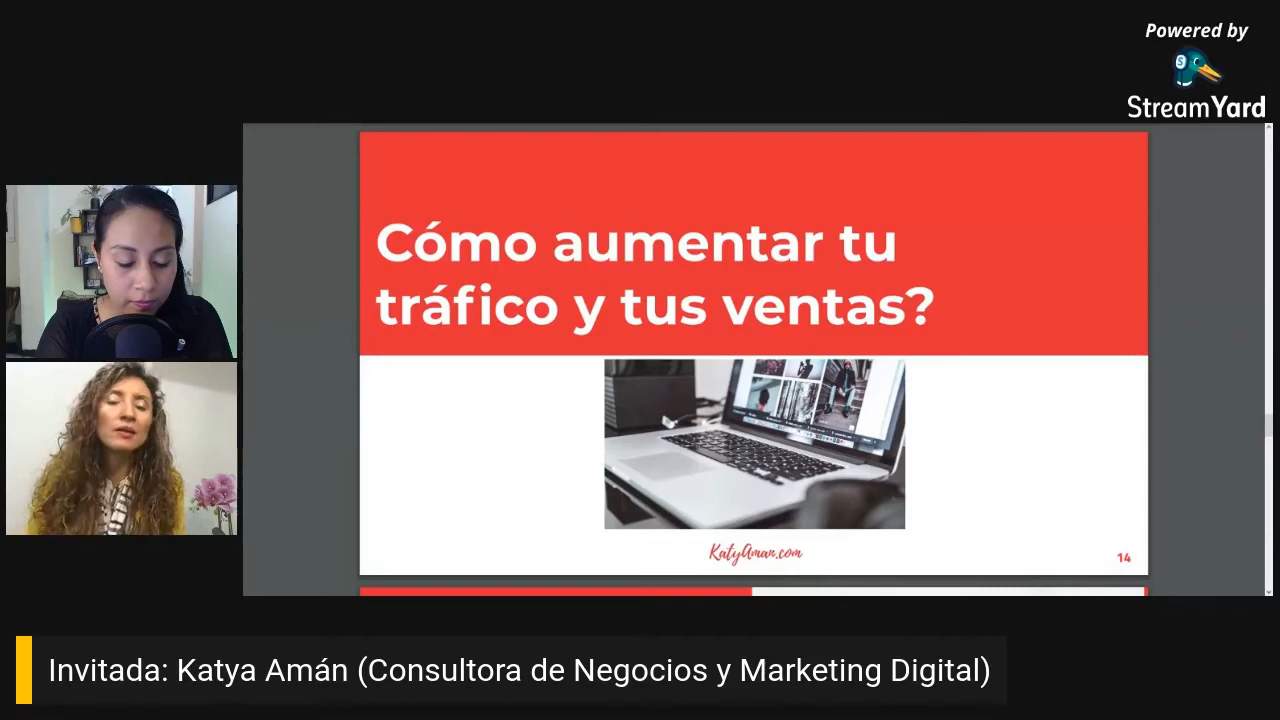 Powered by
StreamYard
Cómo aumentar tu
tráfico y tus ventas?
KatyAman.com
14
Invitada: Katya Amán (Consultora de Negocios y Marketing Digital)